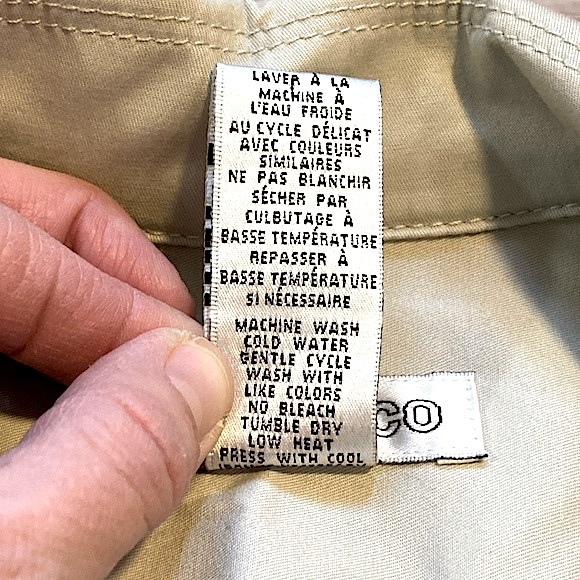 LAVER À LA
MACHINE À
L'EAU FROIDE
AU CYCLE DÉLICAT
AVEC COULEURS
SIMILAIRES
NE PAS BLANCHIR
SÉCHER PAR
CULBUTAGE À
BASSE TEMPÉRATURE
REPASSER À
BASSE TEMPÉRATURE
SI NÉCESSAIRE
MACHINE WASH
COLD WATER
GENTLE CYCLE
WASH WITH
LIKE COLORS
NO BLEACH
TUMBLE DRY
LOW HEAT
PRESS WITH COOL
CO